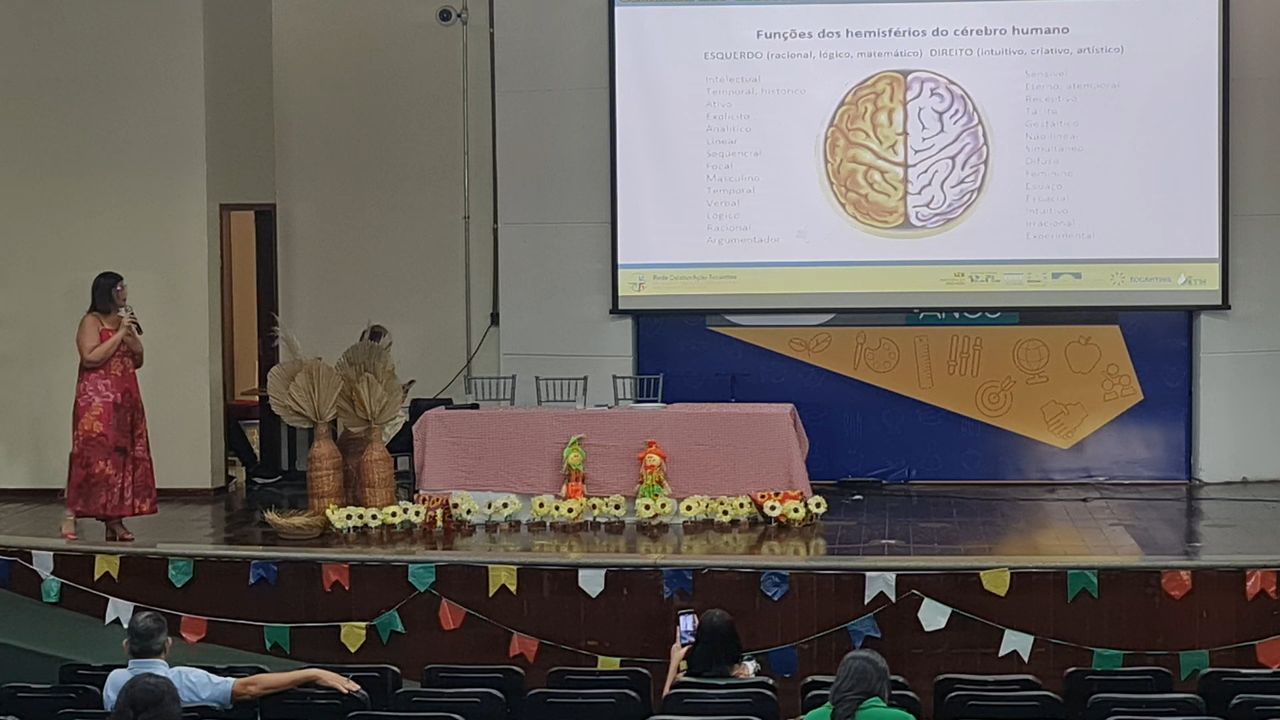 Funções dos hemisférios do cérebro humano
ESQUERDO (racional, lógico, matemático) DIREITO (intuitivo, criativo, artístico)
Intelectual
Temporal, histórico
Ativo
Explícito
Analítico
Linear
Sequencial
Focal
Masculino
Temporal
Verbal
Lógico
Racional
Argumentador
Sensível
Eterno, atemporal
Receptivo
Tácito
Gestáltico
Não-linear
Simultâneo
Difuso
Feminino
Espaço
Espacial
Intuitivo
Irracional
Experimental
ANOS